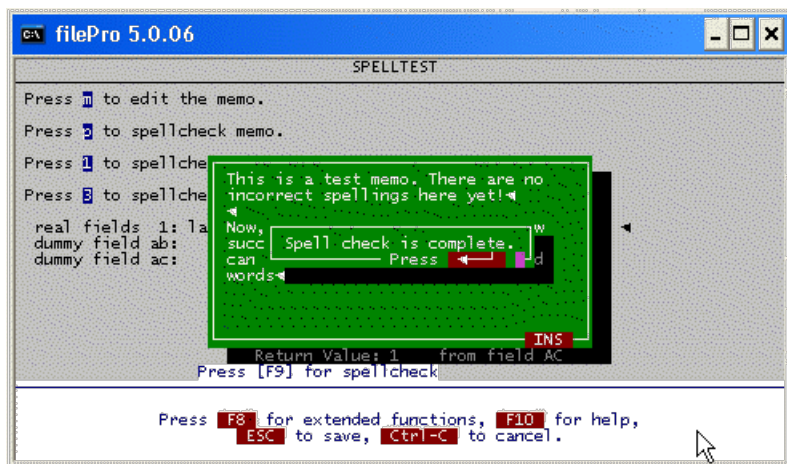 filePro 5.0.06
SPELLTEST
Press m to edit the memo.
Press p to spellcheck memo.
Press 1 to spellche
Press 3 to spellche
This is a test memo. There are no
incorrect spellings here yet!
real fields 1: la
dummy field ab:
dummy field ac:
Now, w
succ
can d
words
Spell check is complete.
Press
INS
Return Value: 1 from field AC
Press [F9] for spellcheck
Press F8 for extended functions, F10 for help,
ESC to save, Ctrl-C to cancel.